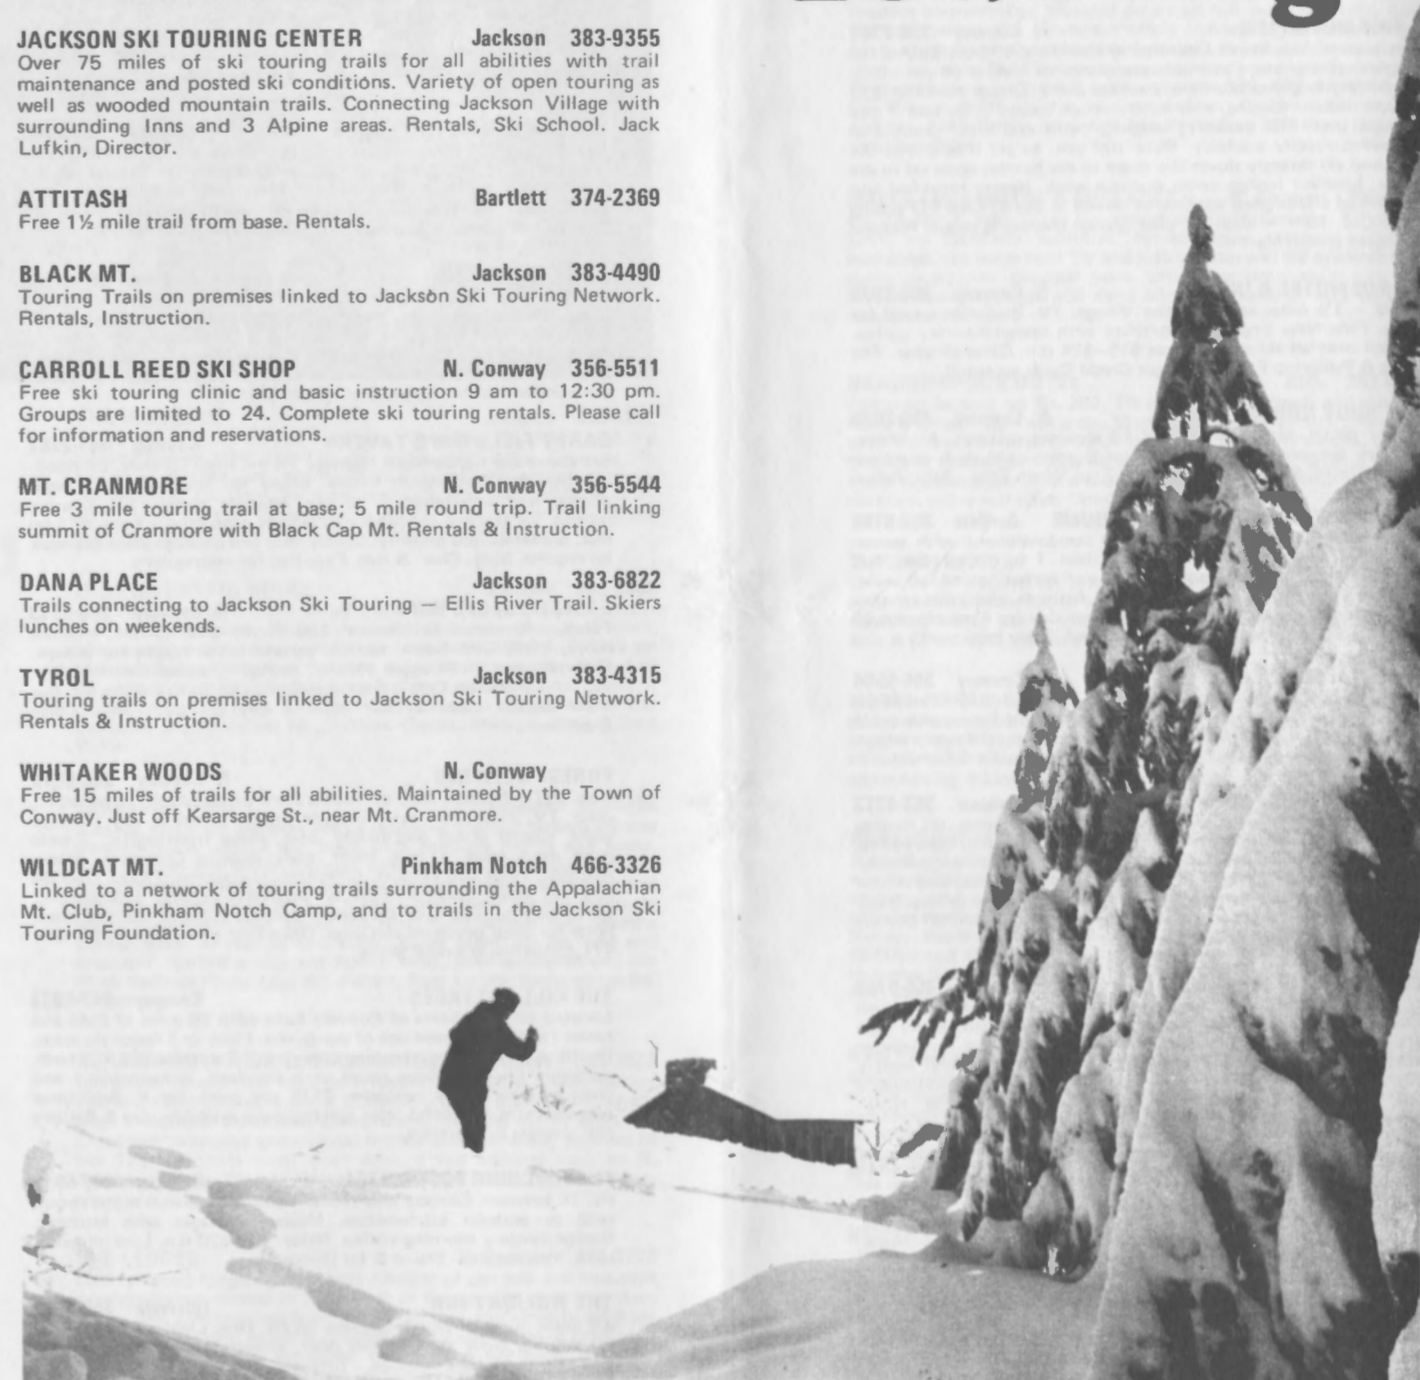 JACKSON SKI TOURING CENTER Jackson 383-9355
Over 75 miles of ski touring trails for all abilities with trail
maintenance and posted ski conditions. Variety of open touring as
well as wooded mountain trails. Connecting Jackson Village with
surrounding Inns and 3 Alpine areas. Rentals, Ski School. Jack
Lufkin, Director.
ATTITASH Bartlett 374-2369
Free 1½ mile trail from base. Rentals.
BLACK MT. Jackson 383-4490
Touring Trails on premises linked to Jackson Ski Touring Network.
Rentals, Instruction.
CARROLL REED SKI SHOP N. Conway 356-5511
Free ski touring clinic and basic instruction 9 am to 12:30 pm.
Groups are limited to 24. Complete ski touring rentals. Please call
for information and reservations.
MT. CRANMORE N. Conway 356-5544
Free 3 mile touring trail at base; 5 mile round trip. Trail linking
summit of Cranmore with Black Cap Mt. Rentals & Instruction.
DANA PLACE Jackson 383-6822
Trails connecting to Jackson Ski Touring — Ellis River Trail. Skiers
lunches on weekends.
TYROL Jackson 383-4315
Touring trails on premises linked to Jackson Ski Touring Network.
Rentals & Instruction.
WHITAKER WOODS N. Conway
Free 15 miles of trails for all abilities. Maintained by the Town of
Conway. Just off Kearsarge St., near Mt. Cranmore.
WILDCAT MT. Pinkham Notch 466-3326
Linked to a network of touring trails surrounding the Appalachian
Mt. Club, Pinkham Notch Camp, and to trails in the Jackson Ski
Touring Foundation.